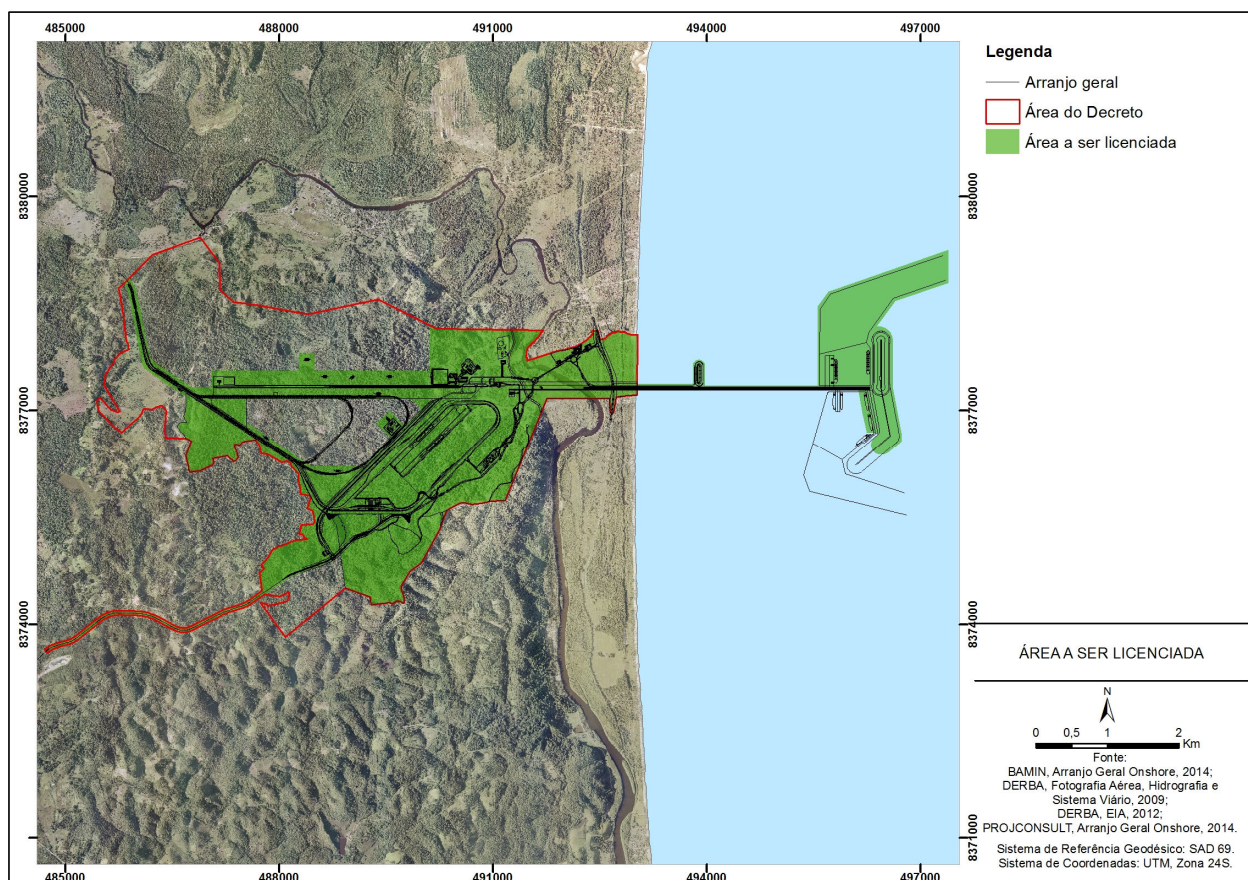 485000 488000 491000 494000 497000
Legenda
Arranjo geral
Área do Decreto
Área a ser licenciada
8380000 8380000
8377000 8377000
8374000 8374000
8371000 8371000
ÁREA A SER LICENCIADA
N
0 0,5 1 2
Km
Fonte:
BAMIN, Arranjo Geral Onshore, 2014;
DERBA, Fotografia Aérea, Hidrografia e
Sistema Viário, 2009;
DERBA, EIA, 2012;
PROJCONSULT, Arranjo Geral Onshore, 2014.
Sistema de Referência Geodésico: SAD 69.
Sistema de Coordenadas: UTM, Zona 24S.
485000 488000 491000 494000 497000